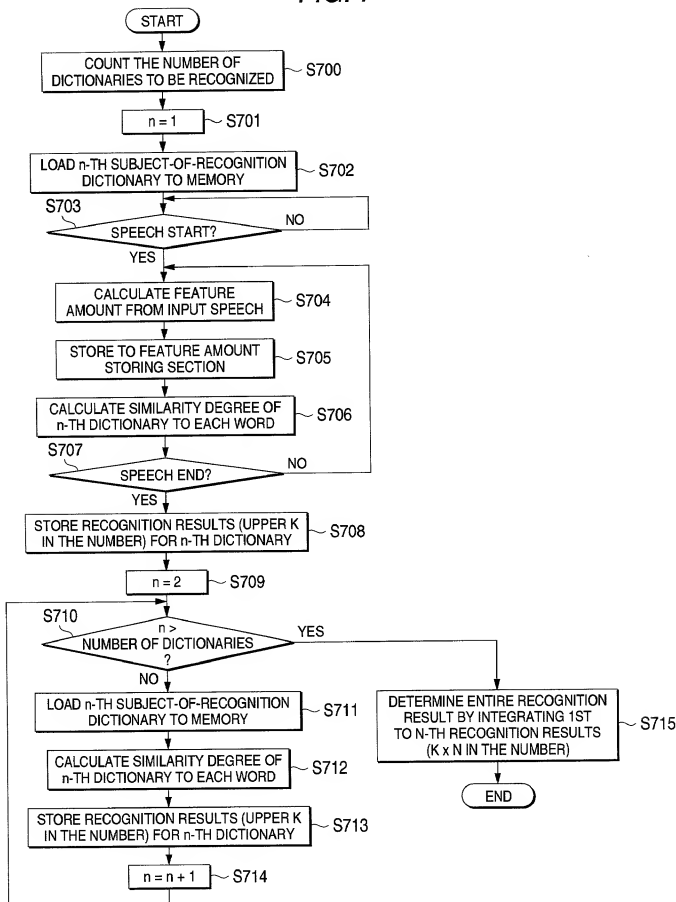 START
COUNT THE NUMBER OF
DICTIONARIES TO BE RECOGNIZED
S700
n = 1
S701
LOAD n-TH SUBJECT-OF-RECOGNITION
DICTIONARY TO MEMORY
S702
S703
SPEECH START?
NO
YES
CALCULATE FEATURE
AMOUNT FROM INPUT SPEECH
S704
STORE TO FEATURE AMOUNT
STORING SECTION
S705
CALCULATE SIMILARITY DEGREE OF
n-TH DICTIONARY TO EACH WORD
S706
S707
SPEECH END?
NO
YES
STORE RECOGNITION RESULTS (UPPER K
IN THE NUMBER) FOR n-TH DICTIONARY
S708
n = 2
S709
S710
n >
NUMBER OF DICTIONARIES
?
YES
NO
LOAD n-TH SUBJECT-OF-RECOGNITION
DICTIONARY TO MEMORY
S711
CALCULATE SIMILARITY DEGREE OF
n-TH DICTIONARY TO EACH WORD
S712
STORE RECOGNITION RESULTS (UPPER K
IN THE NUMBER) FOR n-TH DICTIONARY
S713
n = n + 1
S714
DETERMINE ENTIRE RECOGNITION
RESULT BY INTEGRATING 1ST
TO N-TH RECOGNITION RESULTS
(K x N IN THE NUMBER)
S715
END